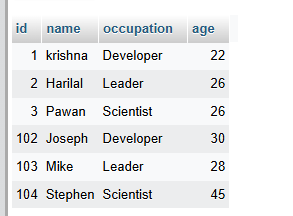 id name occupation age
1 krishna Developer 22
2 Harilal Leader 26
3 Pawan Scientist 26
102 Joseph Developer 30
103 Mike Leader 28
104 Stephen Scientist 45